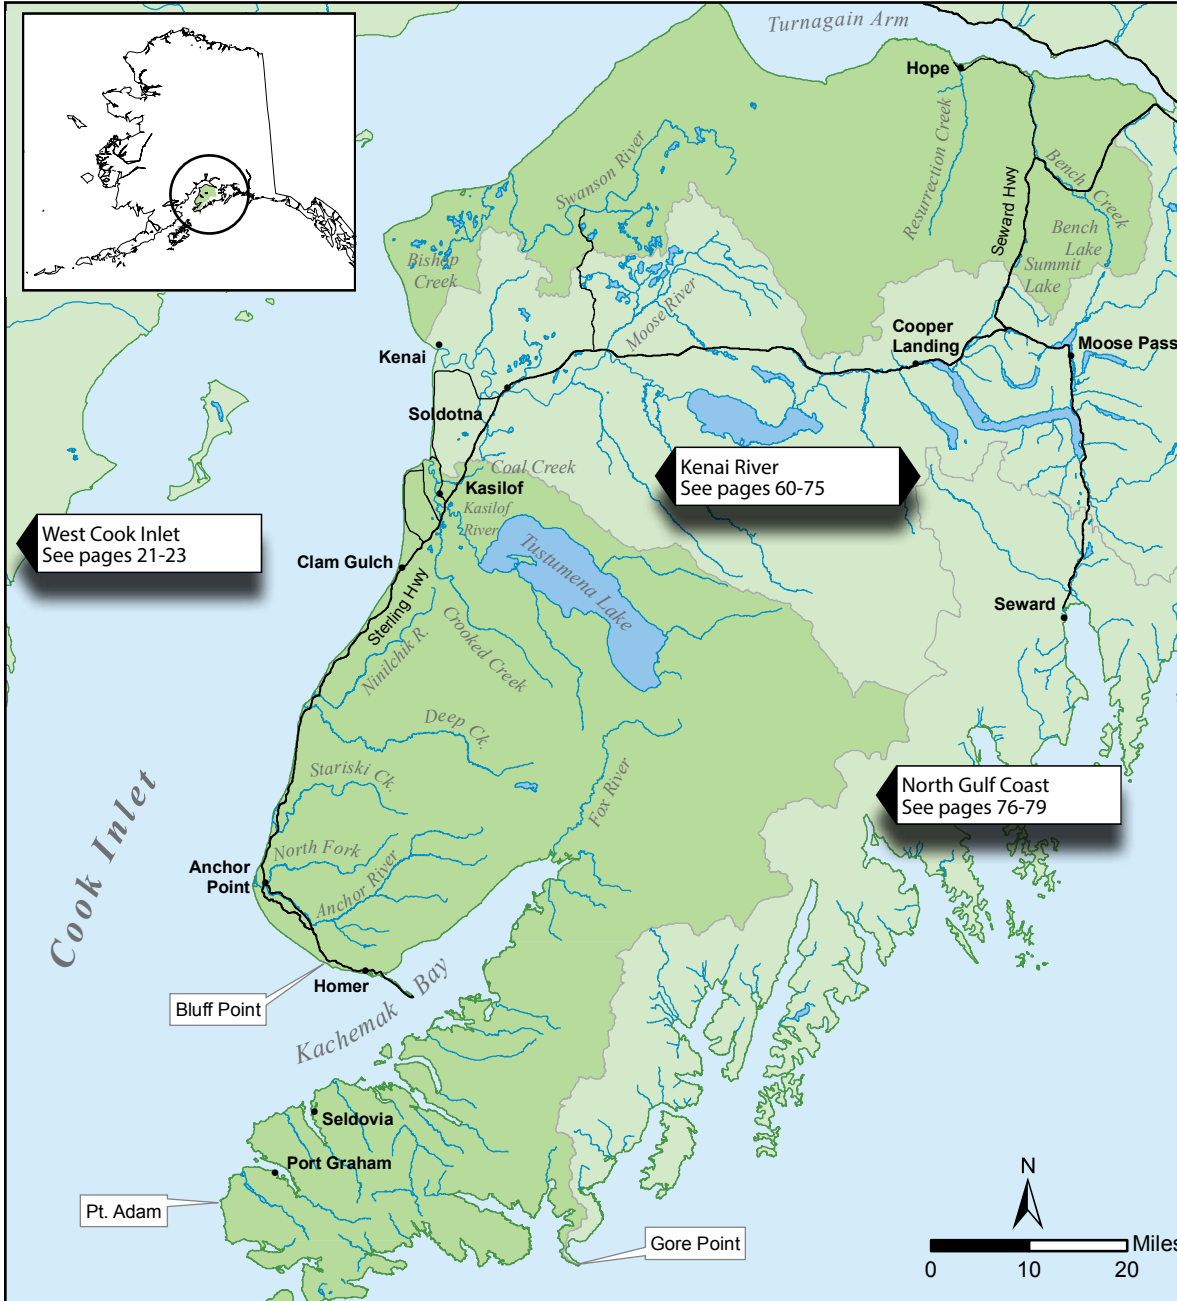 Turnagain Arm
Hope
Resurrection Creek
Seward Hwy
Bench Creek
Bench
Lake
Summit
Lake
Swanson River
Bishop
Creek
Moose River
Kenai
Cooper
Landing
Moose Pass
Soldotna
Coal Creek
Kenai River
See pages 60-75
Kasilof
Kasilof
River
West Cook Inlet
See pages 21-23
Clam Gulch
Tustumena Lake
Sterling Hwy
Seward
Ninilchik R.
Crooked Creek
Deep Ck.
Stariski Ck.
Fox River
North Gulf Coast
See pages 76-79
Cook Inlet
North Fork
Anchor
Point
Anchor River
Homer
Bluff Point
Kachemak Bay
Seldovia
Port Graham
Pt. Adam
Gore Point
N
Miles
0 10 20